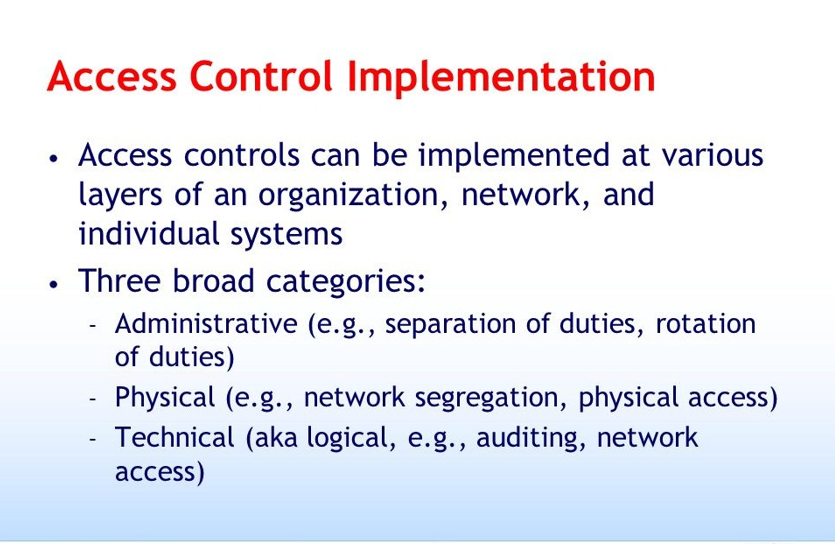 Access Control Implementation
• Access controls can be implemented at various
layers of an organization, network, and
individual systems
• Three broad categories:
- Administrative (e.g., separation of duties, rotation
of duties)
- Physical (e.g., network segregation, physical access)
- Technical (aka logical, e.g., auditing, network
access)